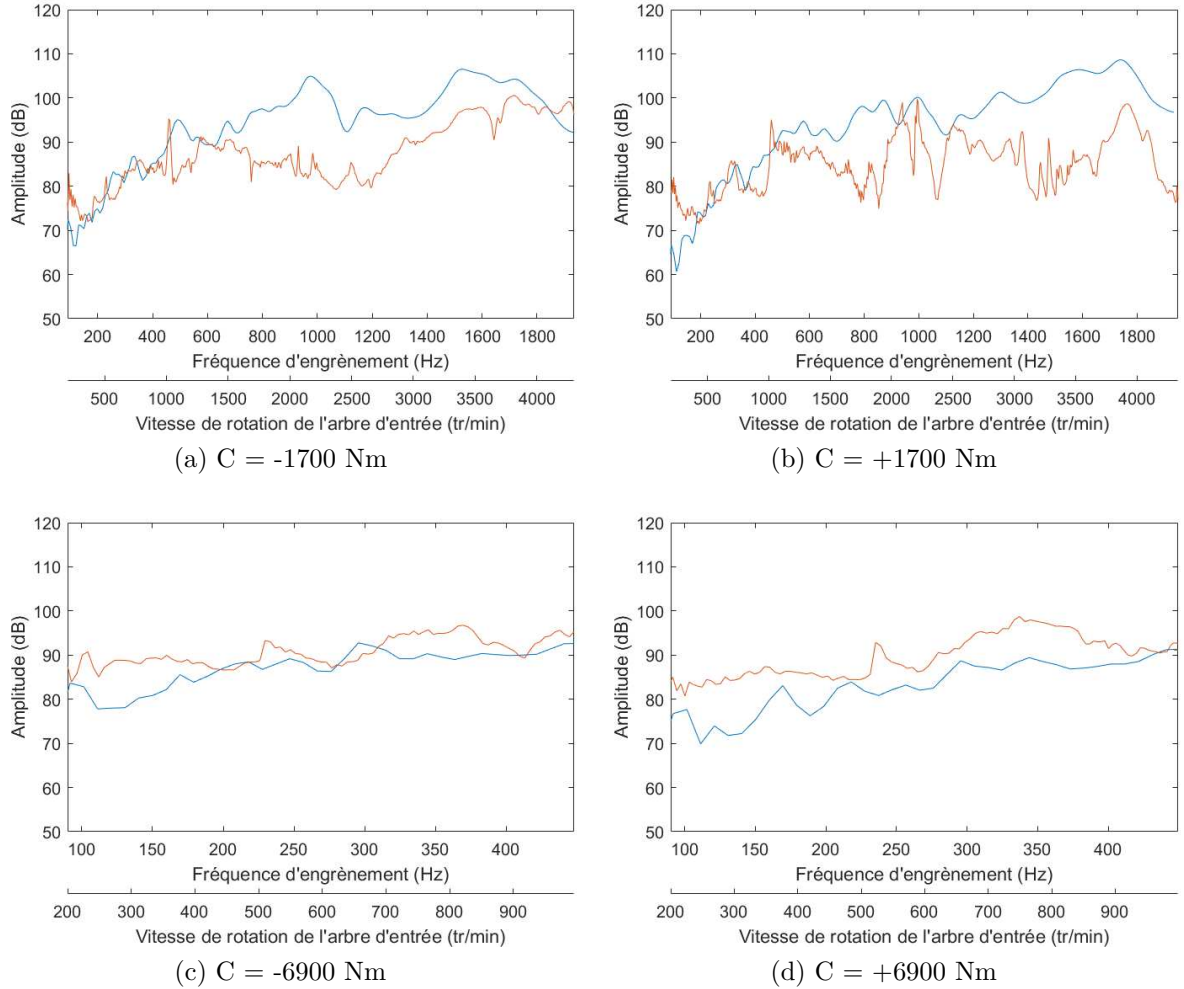 120
110
100
90
80
70
60
50
Amplitude (dB)
200 400 600 800 1000 1200 1400 1600 1800
Fréquence d'engrènement (Hz)
500 1000 1500 2000 2500 3000 3500 4000
Vitesse de rotation de l'arbre d'entrée (tr/min)
(a) C = -1700 Nm
120
110
100
90
80
70
60
50
Amplitude (dB)
200 400 600 800 1000 1200 1400 1600 1800
Fréquence d'engrènement (Hz)
500 1000 1500 2000 2500 3000 3500 4000
Vitesse de rotation de l'arbre d'entrée (tr/min)
(b) C = +1700 Nm
120
110
100
90
80
70
60
50
Amplitude (dB)
100 150 200 250 300 350 400
Fréquence d'engrènement (Hz)
200 300 400 500 600 700 800 900
Vitesse de rotation de l'arbre d'entrée (tr/min)
(c) C = -6900 Nm
120
110
100
90
80
70
60
50
Amplitude (dB)
100 150 200 250 300 350 400
Fréquence d'engrènement (Hz)
200 300 400 500 600 700 800 900
Vitesse de rotation de l'arbre d'entrée (tr/min)
(d) C = +6900 Nm